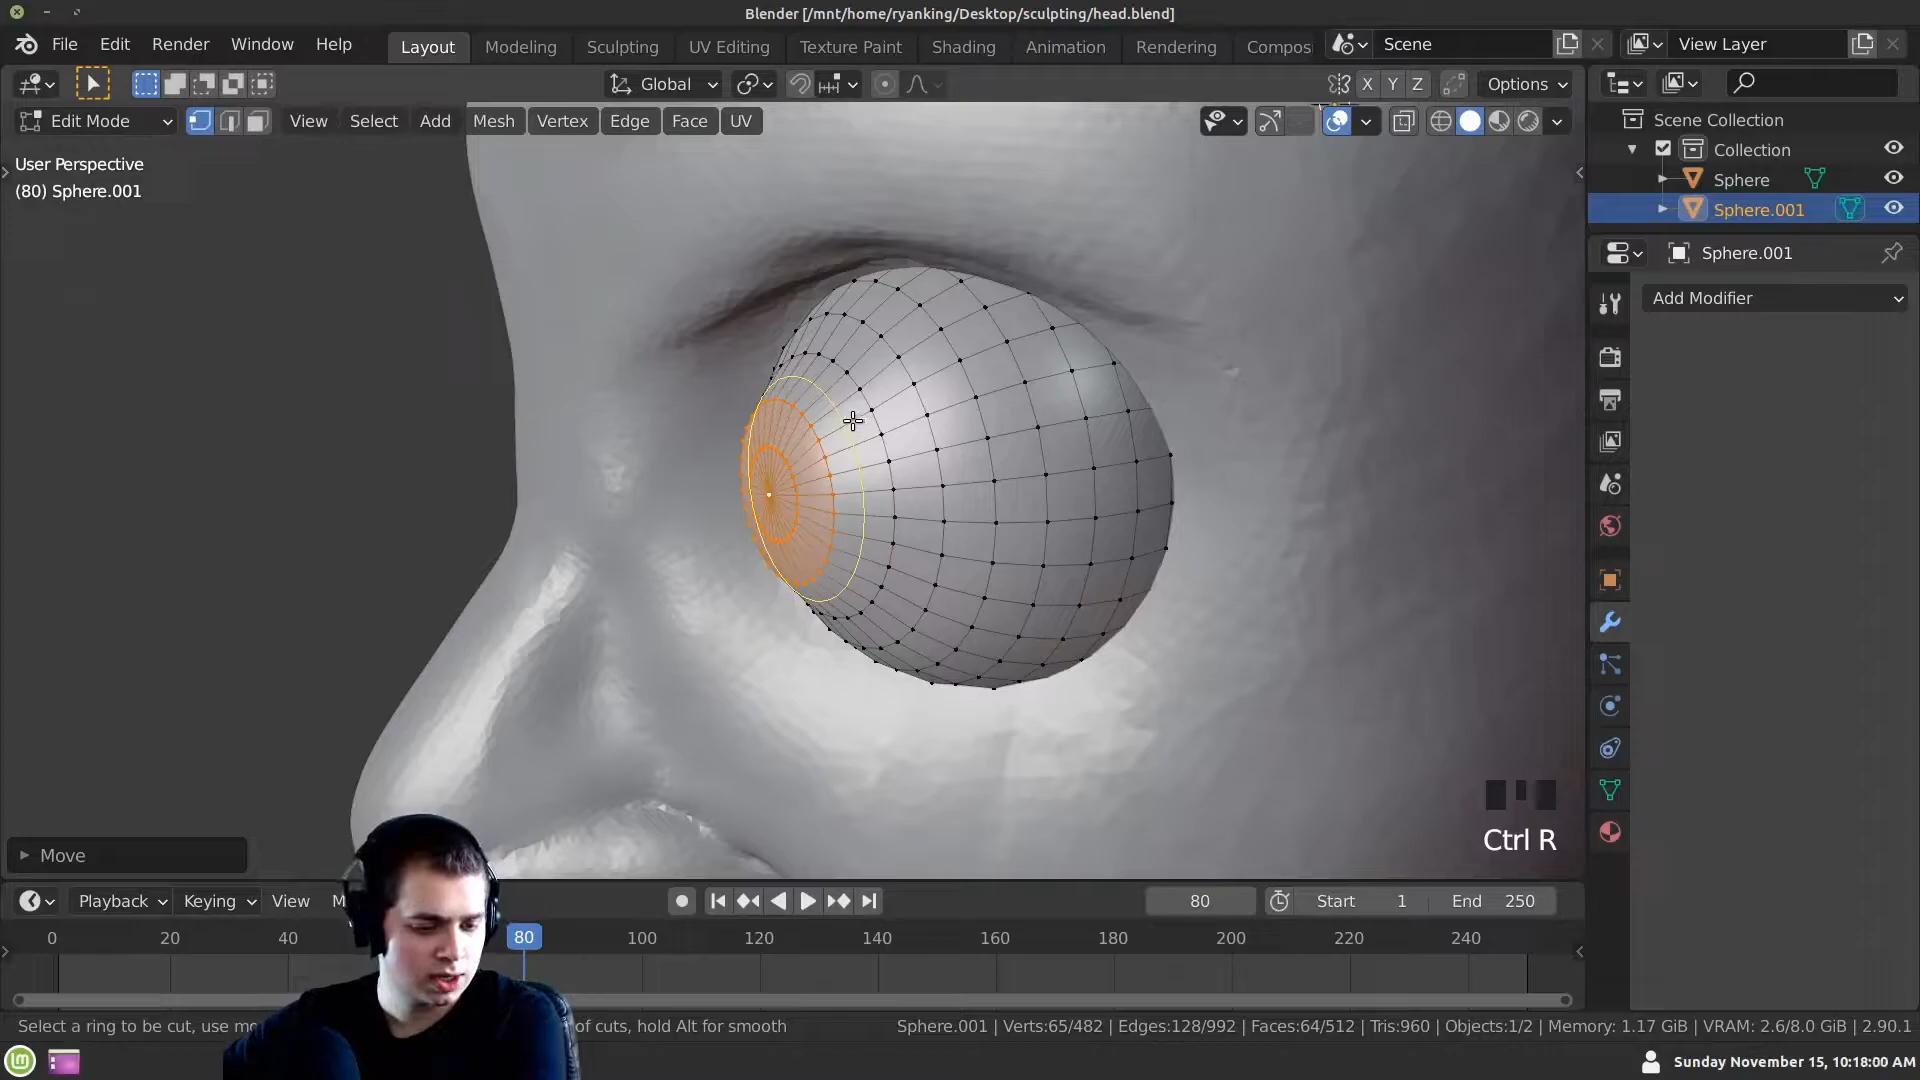 Blender [/mnt/home/ryanking/Desktop/sculpting/head.blend]
File Edit Render Window Help Layout Modeling Sculpting UV Editing Texture Paint Shading Animation Rendering Compos Scene View Layer
Global X Y Z Options
Edit Mode View Select Add Mesh Vertex Edge Face UV
User Perspective
(80) Sphere.001
Scene Collection
Collection
Sphere
Sphere.001
Sphere.001
Add Modifier
Ctrl R
Move
Playback Keying View M 80 Start 1 End 250
0 20 40 80 100 120 140 160 180 200 220 240
Select a ring to be cut, use mo of cuts, hold Alt for smooth Sphere.001 | Verts:65/482 | Edges:128/992 | Faces:64/512 | Tris:960 | Objects:1/2 | Memory: 1.17 GiB | VRAM: 2.6/8.0 GiB | 2.90.1
Sunday November 15, 10:18:00 AM